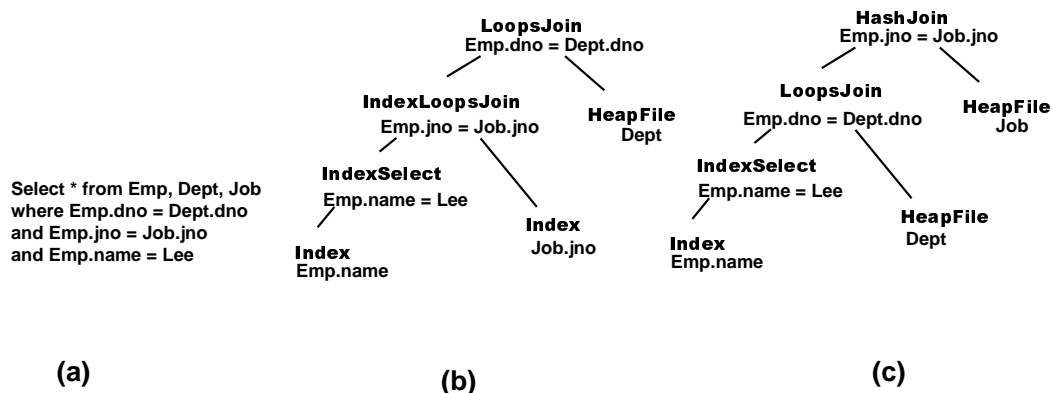 Select * from Emp, Dept, Job
where Emp.dno = Dept.dno
and Emp.jno = Job.jno
and Emp.name = Lee
(a)
LoopsJoin
Emp.dno = Dept.dno
IndexLoopsJoin
Emp.jno = Job.jno
HeapFile
Dept
IndexSelect
Emp.name = Lee
Index
Job.jno
Index
Emp.name
(b)
HashJoin
Emp.jno = Job.jno
LoopsJoin
Emp.dno = Dept.dno
HeapFile
Job
IndexSelect
Emp.name = Lee
HeapFile
Dept
Index
Emp.name
(c)